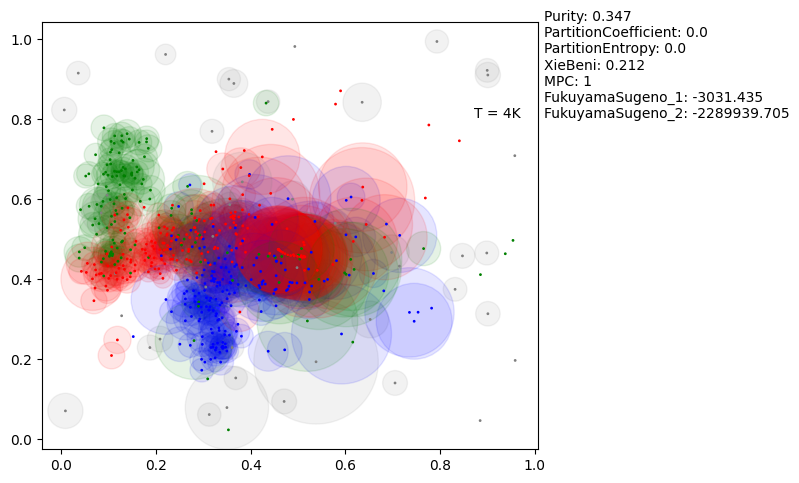 Purity: 0.347
PartitionCoefficient: 0.0
PartitionEntropy: 0.0
XieBeni: 0.212
MPC: 1
FukuyamaSugeno_1: -3031.435
FukuyamaSugeno_2: -2289939.705
T = 4K
1.0
0.8
0.6
0.4
0.2
0.0
0.0 0.2 0.4 0.6 0.8 1.0